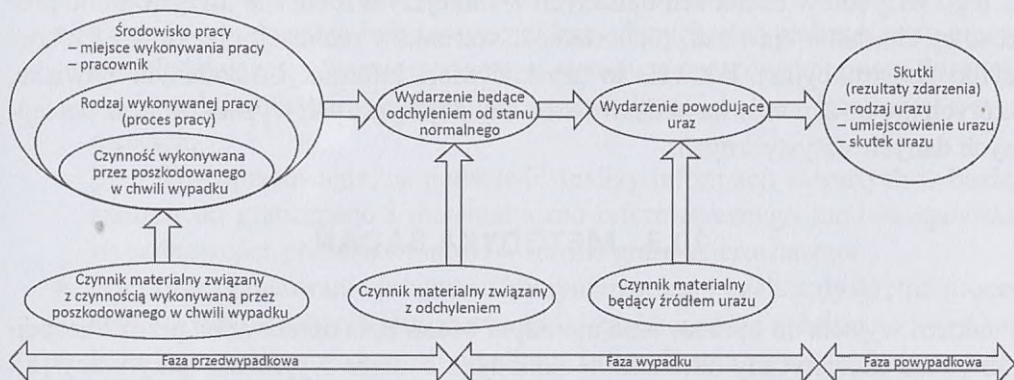 Środowisko pracy
– miejsce wykonywania pracy
– pracownik
Rodzaj wykonywanej pracy
(proces pracy)
Czynność wykonywana
przez poszkodowanego
w chwili wypadku
Wydarzenie będące
odchyleniem od stanu
normalnego
Wydarzenie powodujące
uraz
Skutki
(rezultaty zdarzenia)
– rodzaj urazu
– umiejscowienie urazu
– skutek urazu
Czynnik materialny związany
z czynnością wykonywaną przez
poszkodowanego w chwili wypadku
Czynnik materialny związany
z odchyleniem
Czynnik materialny
będący źródłem urazu
Faza przedwypadkowa
Faza wypadku
Faza powypadkowa